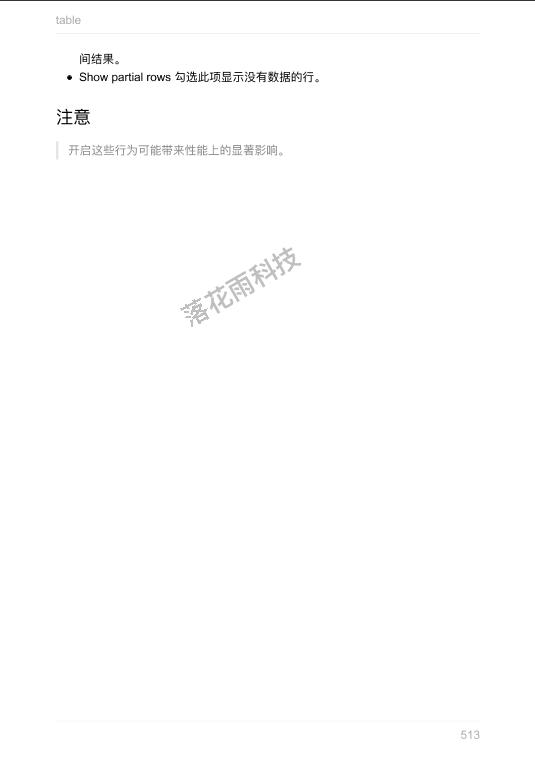 table
间结果。
● Show partial rows 勾选此项显示没有数据的行。
注意
开启这些行为可能带来性能上的显著影响。
落花雨科技
513